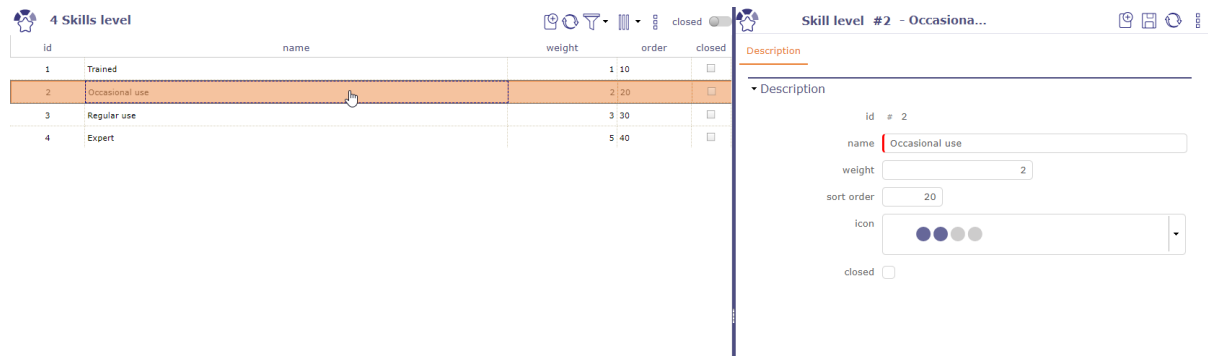 4 Skills level
closed
id name weight order closed
1 Trained 1 10
2 Occasional use 2 20
3 Regular use 3 30
4 Expert 5 40
Skill level #2 - Occasiona...
Description
Description
id # 2
name Occasional use
weight 2
sort order 20
icon
closed